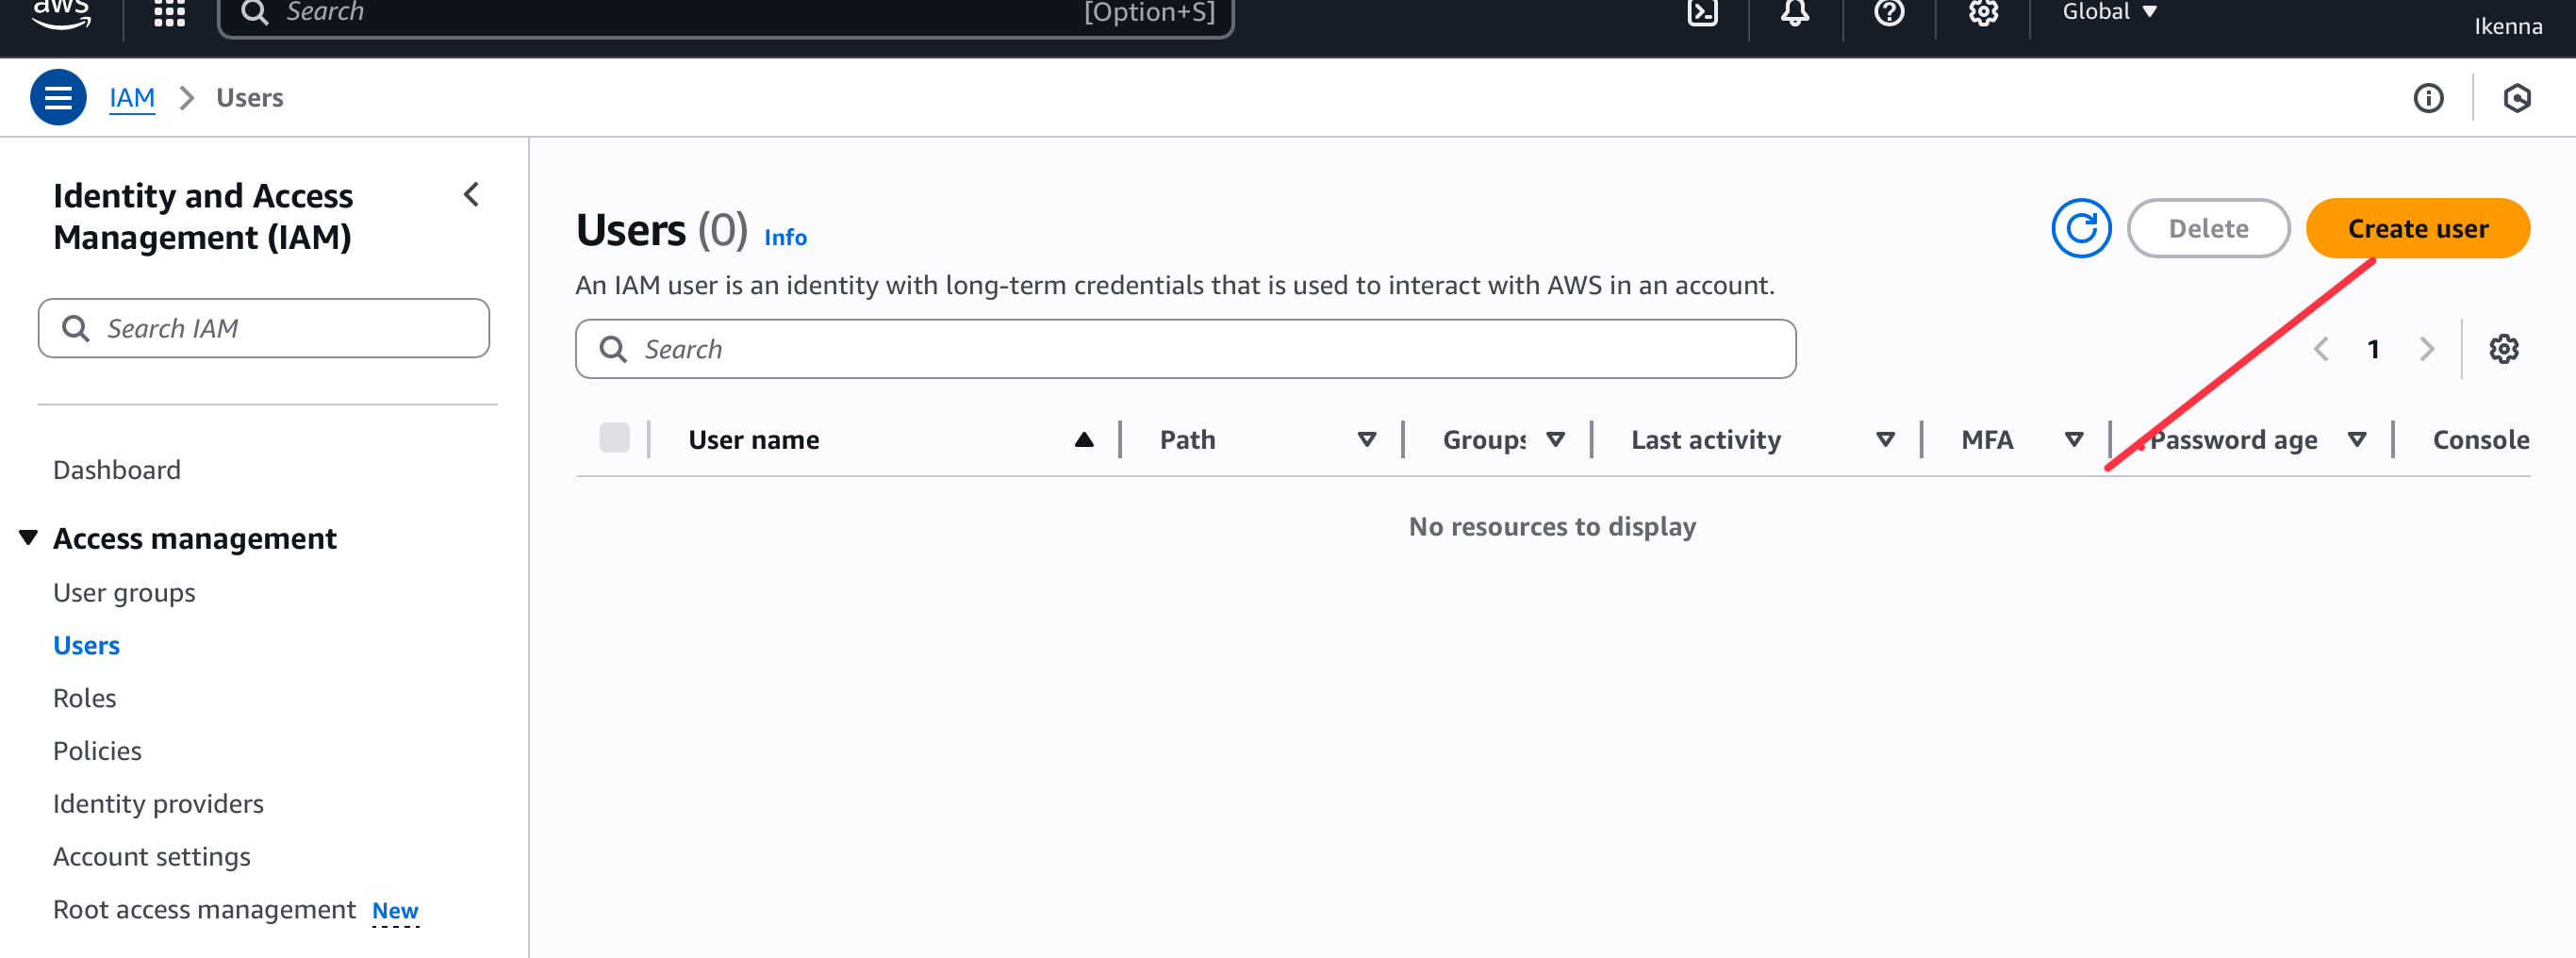 aws
Search
[Option+S]
Global
Ikenna
IAM
Users
Identity and Access
Management (IAM)
Search IAM
Dashboard
Access management
User groups
Users
Roles
Policies
Identity providers
Account settings
Root access management New
Users (0) Info
Delete
Create user
An IAM user is an identity with long-term credentials that is used to interact with AWS in an account.
Search
1
User name
Path
Groups
Last activity
MFA
Password age
Console
No resources to display